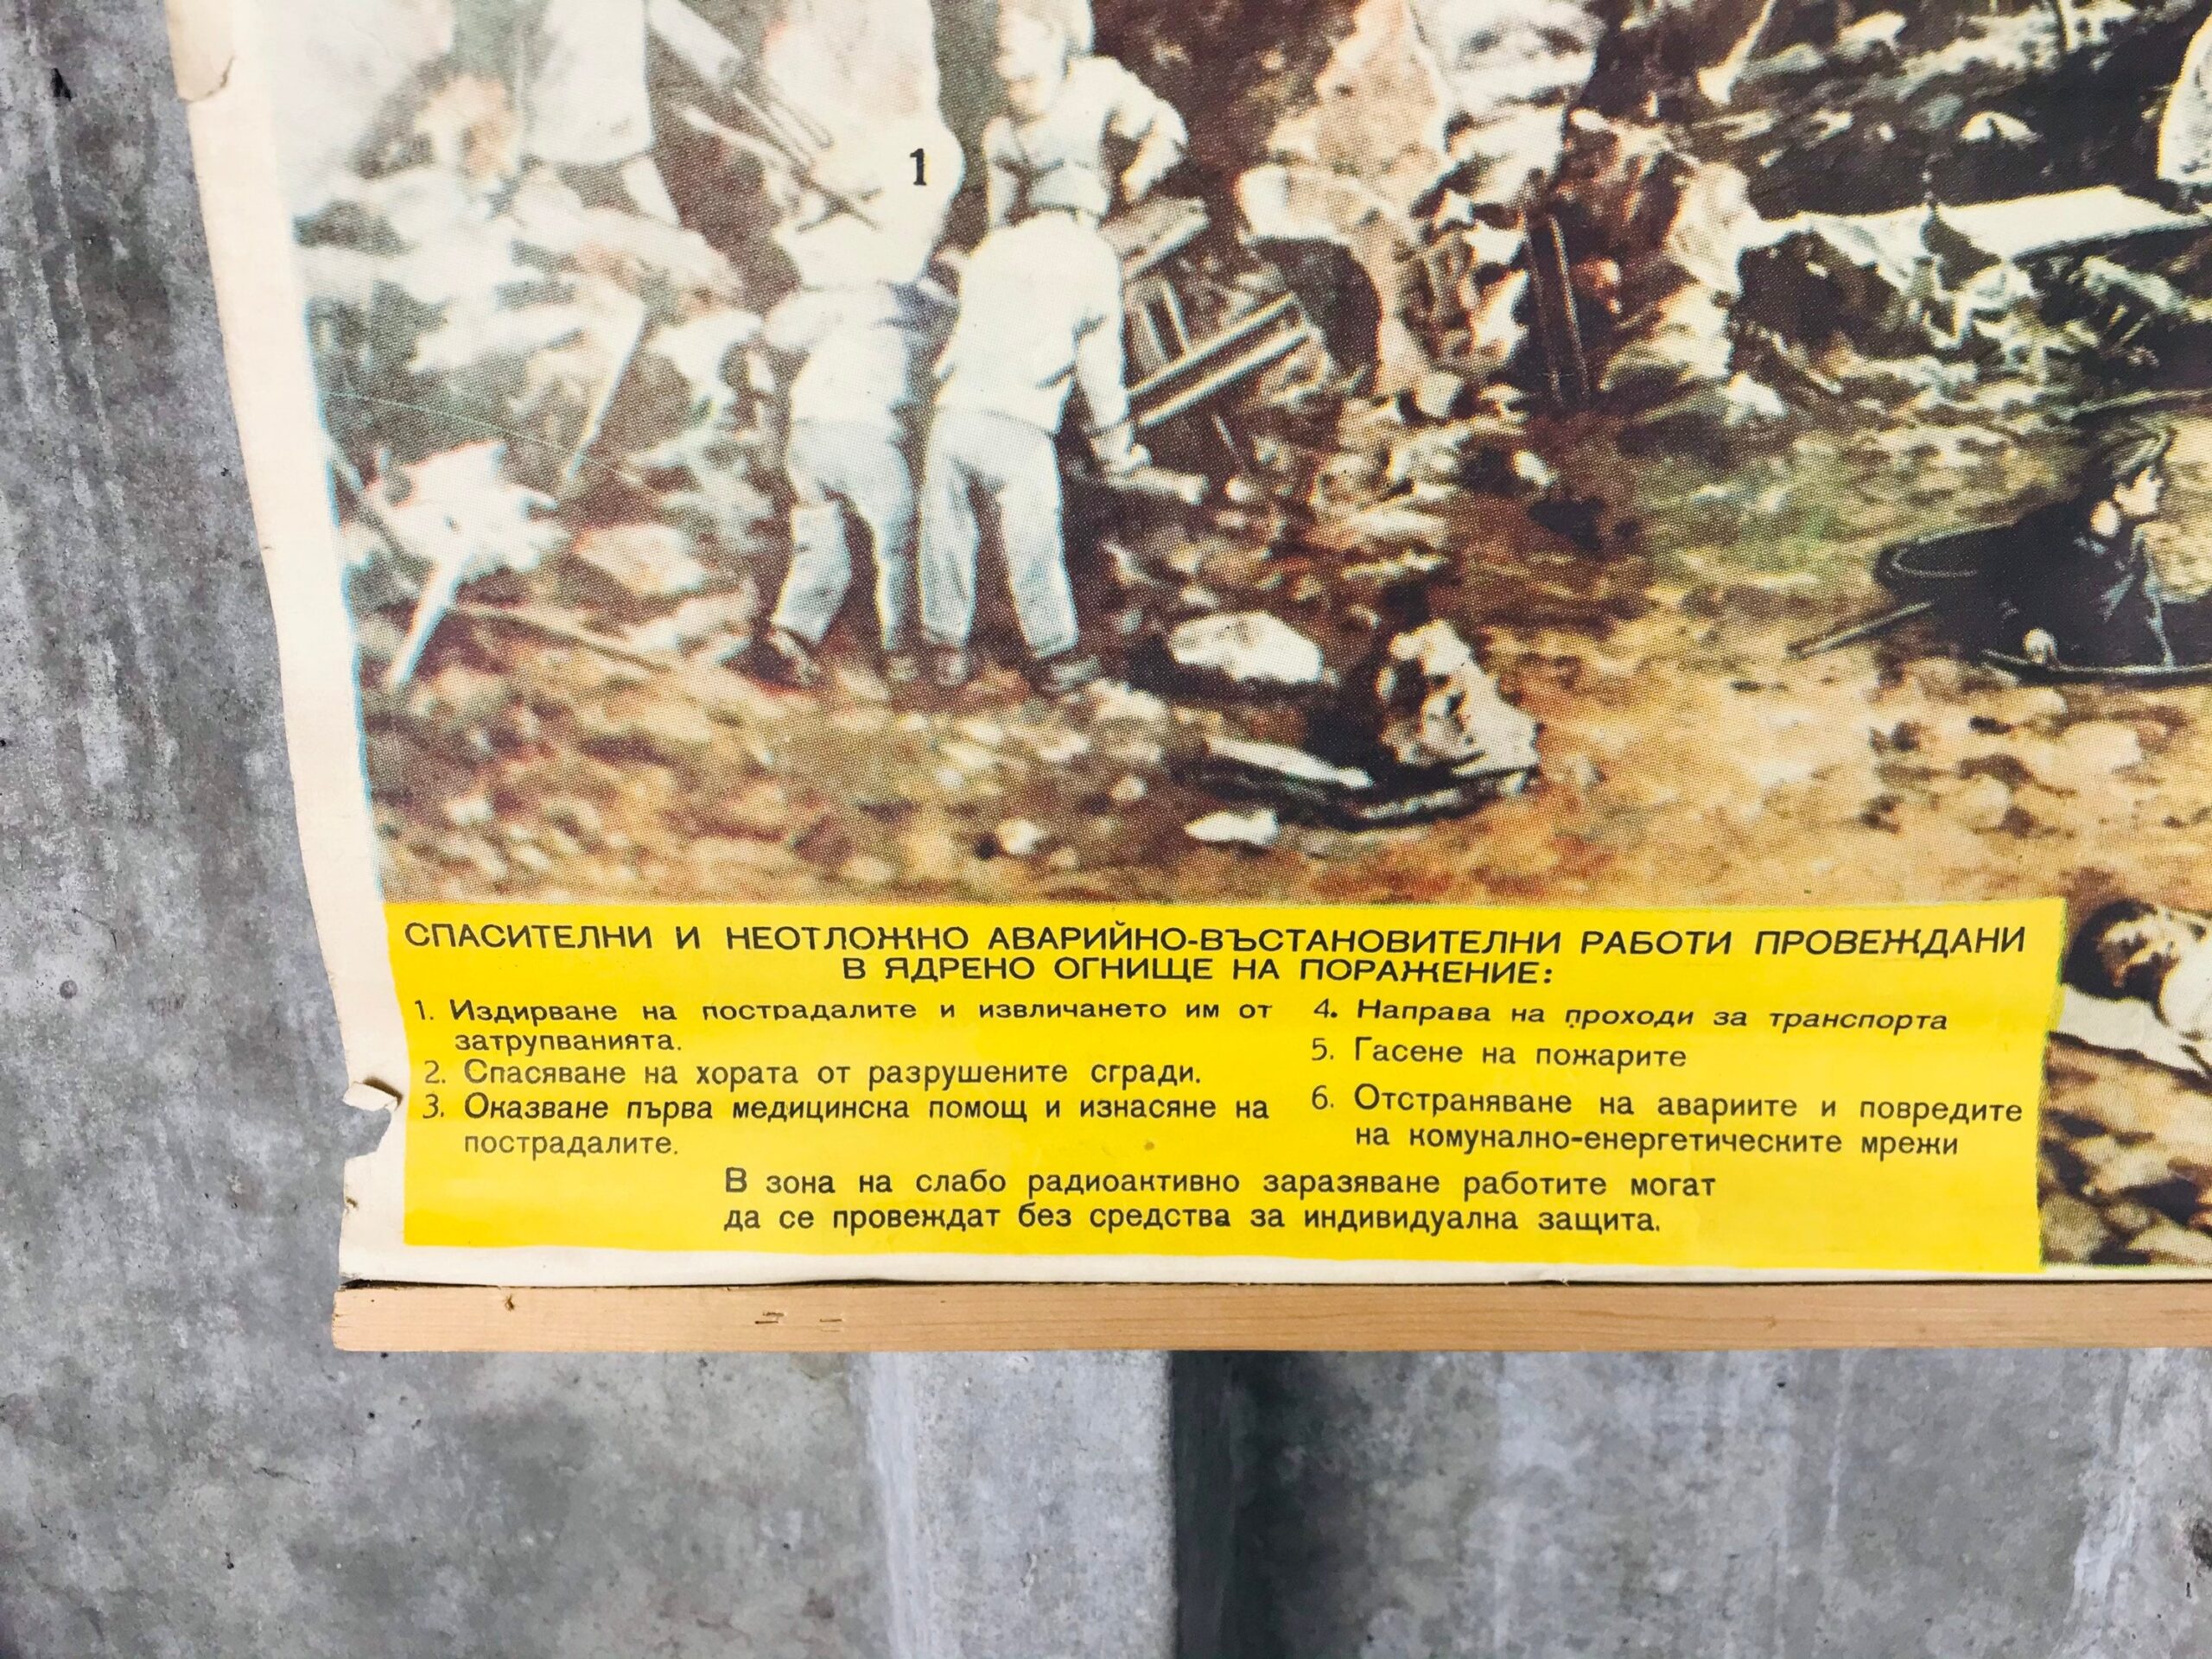 1
СПАСИТЕЛНИ И НЕОТЛОЖНО АВАРИЙНО-ВЪСТАНОВИТЕЛНИ РАБОТИ ПРОВЕЖДАНИ
В ЯДРЕНО ОГНИЩЕ НА ПОРАЖЕНИЕ:
1. Издирване на пострадалите и извличането им от
затрупванията.
2. Спасяване на хората от разрушените сгради.
3. Оказване първа медицинска помощ и изнасяне на
пострадалите.
4. Направа на проходи за транспорта
5. Гасене на пожарите
6. Отстраняване на авариите и повредите
на комунално-енергетическите мрежи
В зона на слабо радиоактивно заразяване работите могат
да се провеждат без средства за индивидуална защита.